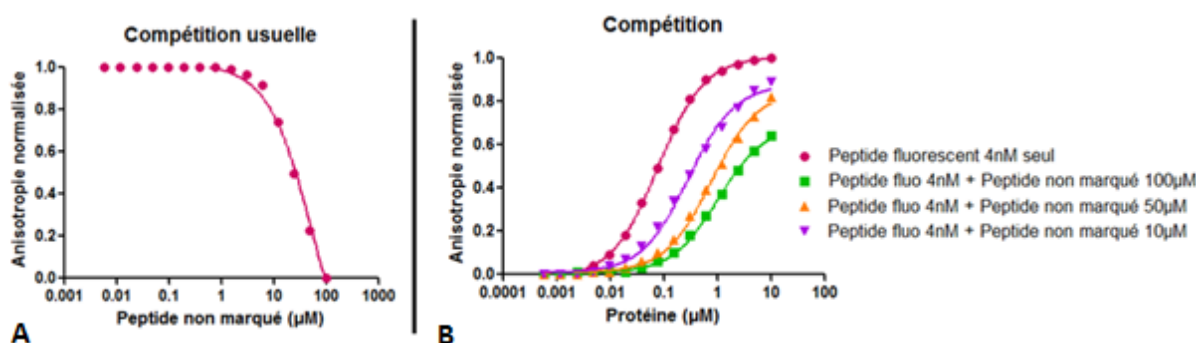 Compétition usuelle
Anisotropie normalisée
1.0
0.8
0.6
0.4
0.2
0.0
0.001 0.01 0.1 1 10 100 1000
Peptide non marqué (µM)
A
Compétition
Anisotropie normalisée
1.0
0.8
0.6
0.4
0.2
0.0
0.0001 0.01 0.1 1 10 100
Protéine (µM)
B
Peptide fluorescent 4nM seul
Peptide fluo 4nM + Peptide non marqué 100µM
Peptide fluo 4nM + Peptide non marqué 50µM
Peptide fluo 4nM + Peptide non marqué 10µM